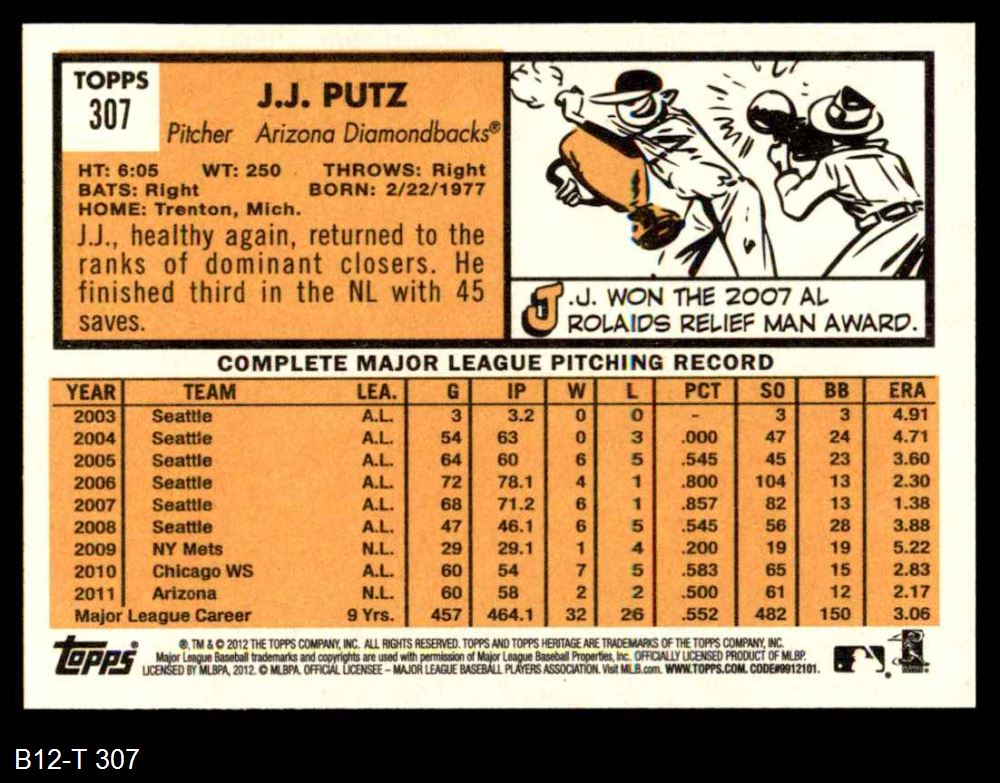 TOPPS
307
J.J. PUTZ
Pitcher Arizona Diamondbacks®
HT: 6:05 WT: 250 THROWS: Right
BATS: Right BORN: 2/22/1977
HOME: Trenton, Mich.
J.J., healthy again, returned to the
ranks of dominant closers. He
finished third in the NL with 45
saves.
J.J. WON THE 2007 AL
ROLAIDS RELIEF MAN AWARD.
COMPLETE MAJOR LEAGUE PITCHING RECORD
YEAR TEAM LEA. G IP W L PCT SO BB ERA
2003 Seattle A.L. 3 3.2 0 0 - 3 3 4.91
2004 Seattle A.L. 54 63 0 3 .000 47 24 4.71
2005 Seattle A.L. 64 60 6 5 .545 45 23 3.60
2006 Seattle A.L. 72 78.1 4 1 .800 104 13 2.30
2007 Seattle A.L. 68 71.2 6 1 .857 82 13 1.38
2008 Seattle A.L. 47 46.1 6 5 .545 56 28 3.88
2009 NY Mets N.L. 29 29.1 1 4 .200 19 19 5.22
2010 Chicago WS A.L. 60 54 7 5 .583 65 15 2.83
2011 Arizona N.L. 60 58 2 2 .500 61 12 2.17
Major League Career 9 Yrs. 457 464.1 32 26 .552 482 150 3.06
Topps®
®, TM & © 2012 THE TOPPS COMPANY, INC. ALL RIGHTS RESERVED. TOPPS AND TOPPS HERITAGE ARE TRADEMARKS OF THE TOPPS COMPANY, INC.
Major League Baseball trademarks and copyrights are used with permission of Major League Baseball Properties, Inc. OFFICIALLY LICENSED PRODUCT OF MLBP.
LICENSED BY MLBPA, 2012. © MLBPA. OFFICIAL LICENSEE – MAJOR LEAGUE BASEBALL PLAYERS ASSOCIATION. Visit MLB.com. WWW.TOPPS.COM. CODE#9912101.
B12-T 307